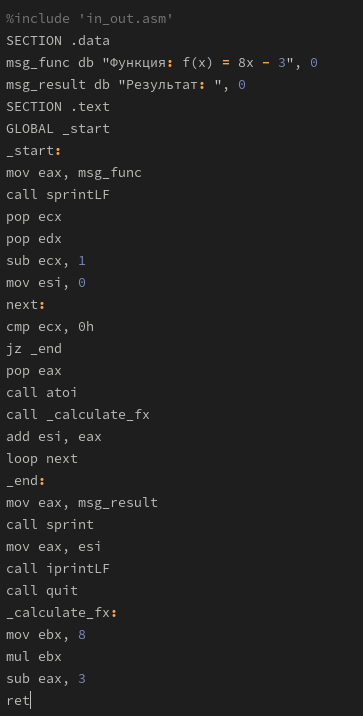 %include 'in_out.asm'
SECTION .data
msg_func db "Функция: f(x) = 8x − 3", 0
msg_result db "Результат: ", 0
SECTION .text
GLOBAL _start
_start:
mov eax, msg_func
call sprintLF
pop ecx
pop edx
sub ecx, 1
mov esi, 0
next:
cmp ecx, 0h
jz _end
pop eax
call atoi
call _calculate_fx
add esi, eax
loop next
_end:
mov eax, msg_result
call sprint
mov eax, esi
call iprintLF
call quit
_calculate_fx:
mov ebx, 8
mul ebx
sub eax, 3
ret